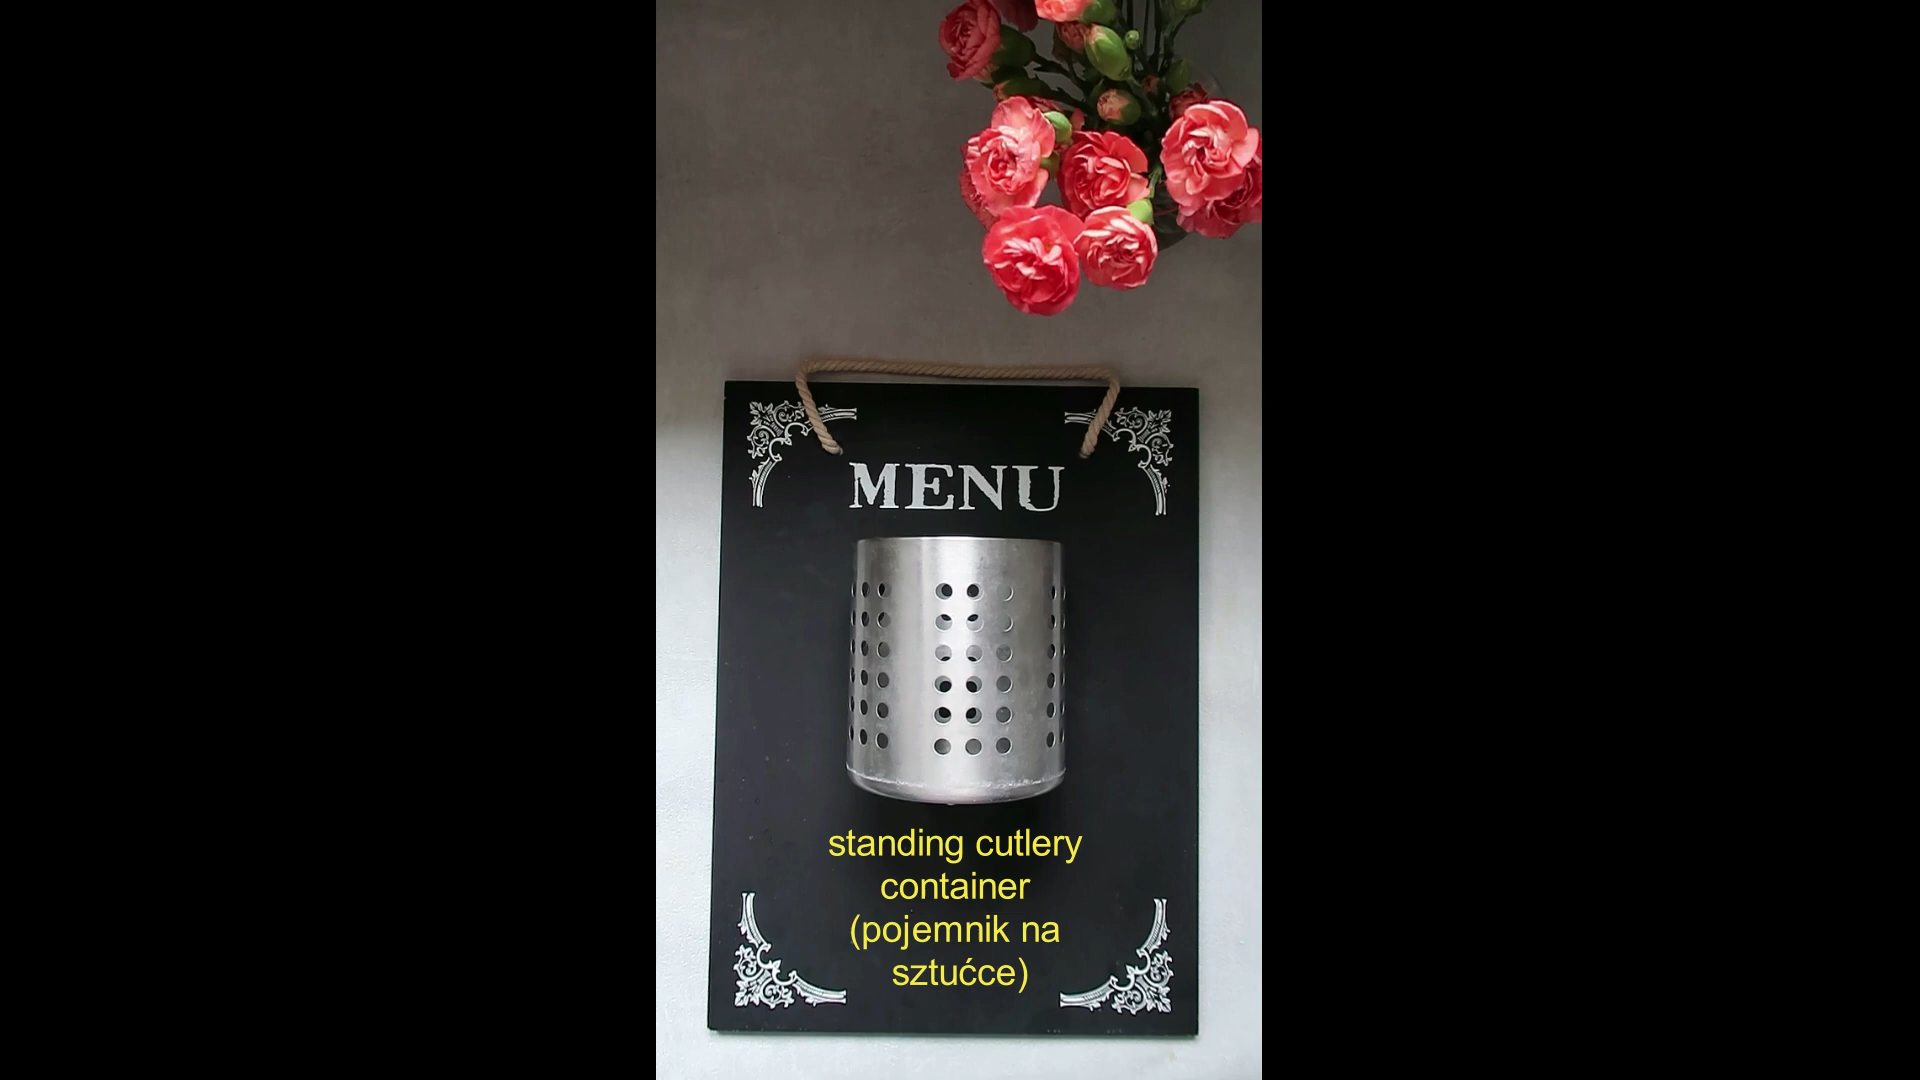 MENU
standing cutlery
container
(pojemnik na
sztućce)